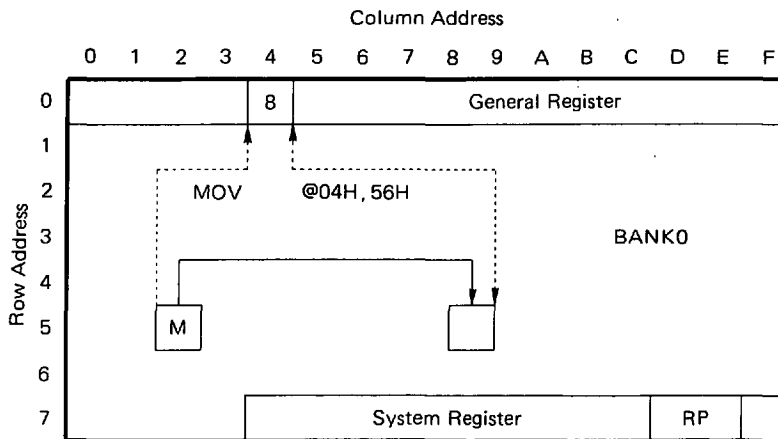 Column Address
0 1 2 3 4 5 6 7 8 9 A B C D E F
0 8 General Register
1
2 MOV @04H, 56H
3 BANK0
4
5 M
6
7 System Register RP
Row Address